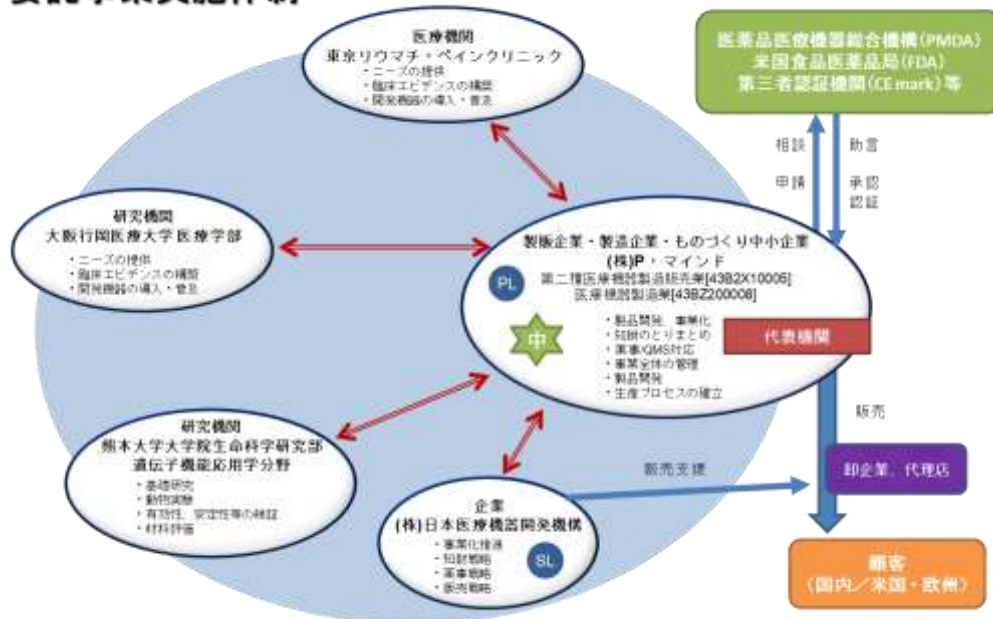 医療機関
東京リウマチ・ペインクリニック
・ニーズの提供
・臨床エビデンスの構築
・開発機器の導入・普及
医薬品医療機器総合機構(PMDA)
米国食品医薬品局(FDA)
第三者認証機関(CE mark)等
相談
申請
助言
承認
認証
研究機関
大阪行岡医療大学 医療学部
・ニーズの提供
・臨床エビデンスの構築
・開発機器の導入・普及
製販企業・製造企業・ものづくり中小企業
(株)P・マインド
第二種医療機器製造販売業[43B2X10005]
医療機器製造業[43BZ200008]
PL
中
・製品開発、事業化
・知財のとりまとめ
・薬事/QMS対応
・事業全体の管理
・製品開発
・生産プロセスの確立
代表機関
研究機関
熊本大学大学院生命科学研究部
遺伝子機能応用学分野
・基礎研究
・動物実験
・有効性、安定性等の検証
・材料評価
企業
(株)日本医療機器開発機構
・事業化推進
・知財戦略
・薬事戦略
・販売戦略
SL
販売支援
販売
卸企業、代理店
顧客
(国内/米国・欧州)